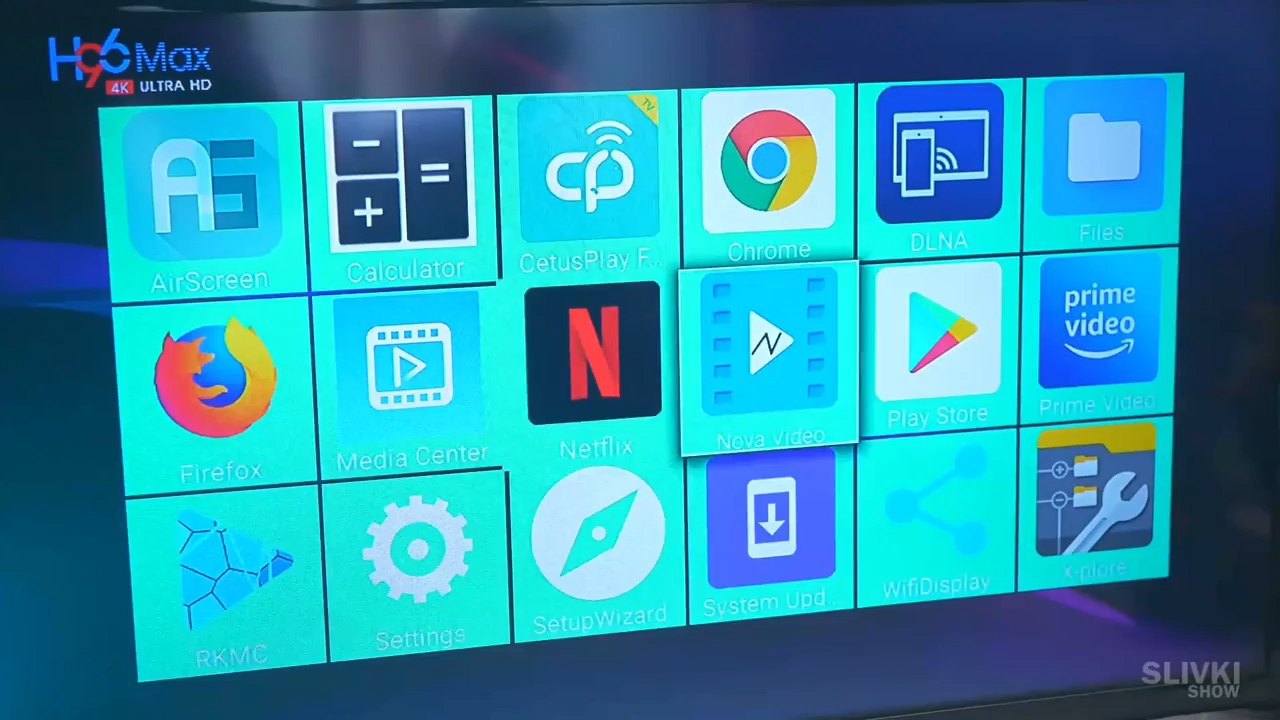 H96 Max
4K ULTRA HD
AirScreen
Calculator
TV
CetusPlay F...
Chrome
DLNA
Files
Firefox
Media Center
N
Netflix
N
Nova Video
Play Store
prime
video
Prime Video
RKMC
Settings
SetupWizard
System Upd...
WifiDisplay
X-plore
SLIVKI
SHOW